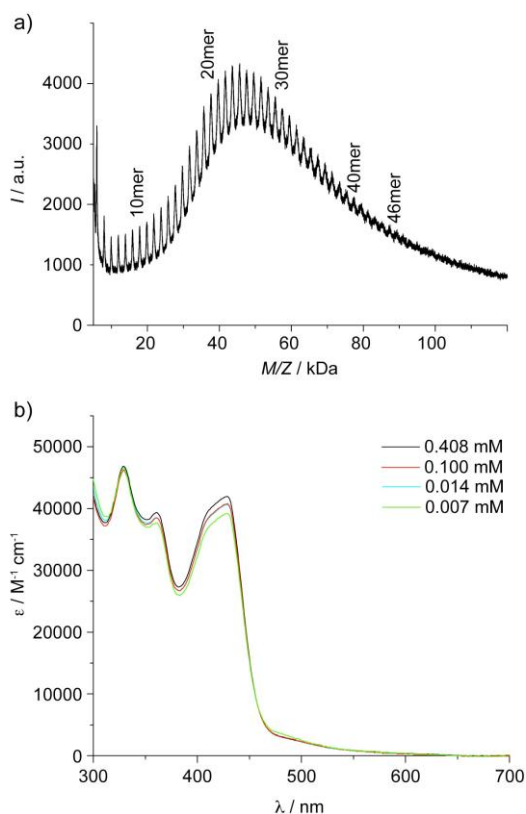 a)
20mer
30mer
10mer
40mer
46mer
4000
3000
2000
1000
0
I / a.u.
20 40 60 80 100
M/Z / kDa
b)
50000
40000
30000
20000
10000
0
ε / M⁻¹ cm⁻¹
0.408 mM
0.100 mM
0.014 mM
0.007 mM
300 400 500 600 700
λ / nm